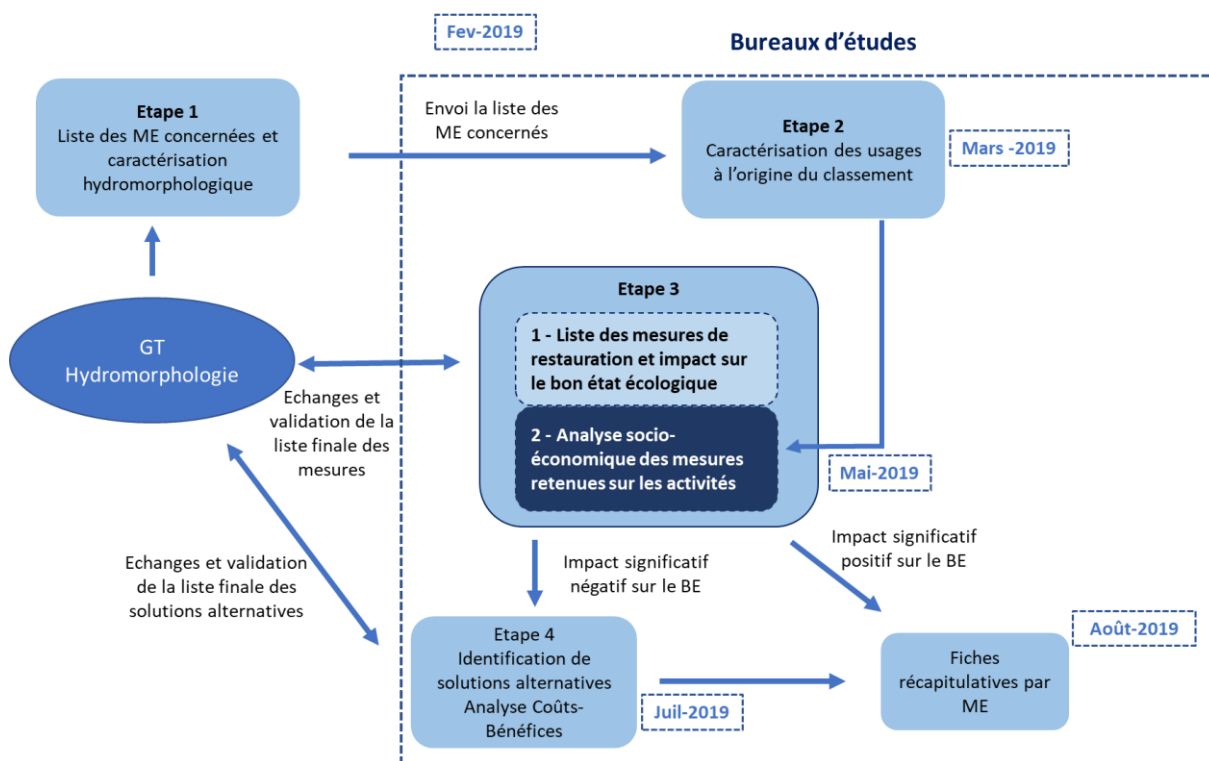 Fev-2019
Bureaux d’études
Etape 1
Liste des ME concernées et
caractérisation
hydromorphologique
Envoi la liste des
ME concernés
Etape 2
Caractérisation des usages
à l’origine du classement
Mars -2019
GT
Hydromorphologie
Echanges et
validation de la
liste finale des
mesures
Etape 3
1 - Liste des mesures de
restauration et impact sur
le bon état écologique
2 - Analyse socio-
économique des mesures
retenues sur les activités
Mai-2019
Echanges et validation
de la liste finale des
solutions alternatives
Impact significatif
négatif sur le BE
Impact significatif
positif sur le BE
Etape 4
Identification de
solutions alternatives
Analyse Coûts-
Bénéfices
Juil-2019
Août-2019
Fiches
récapitulatives par
ME